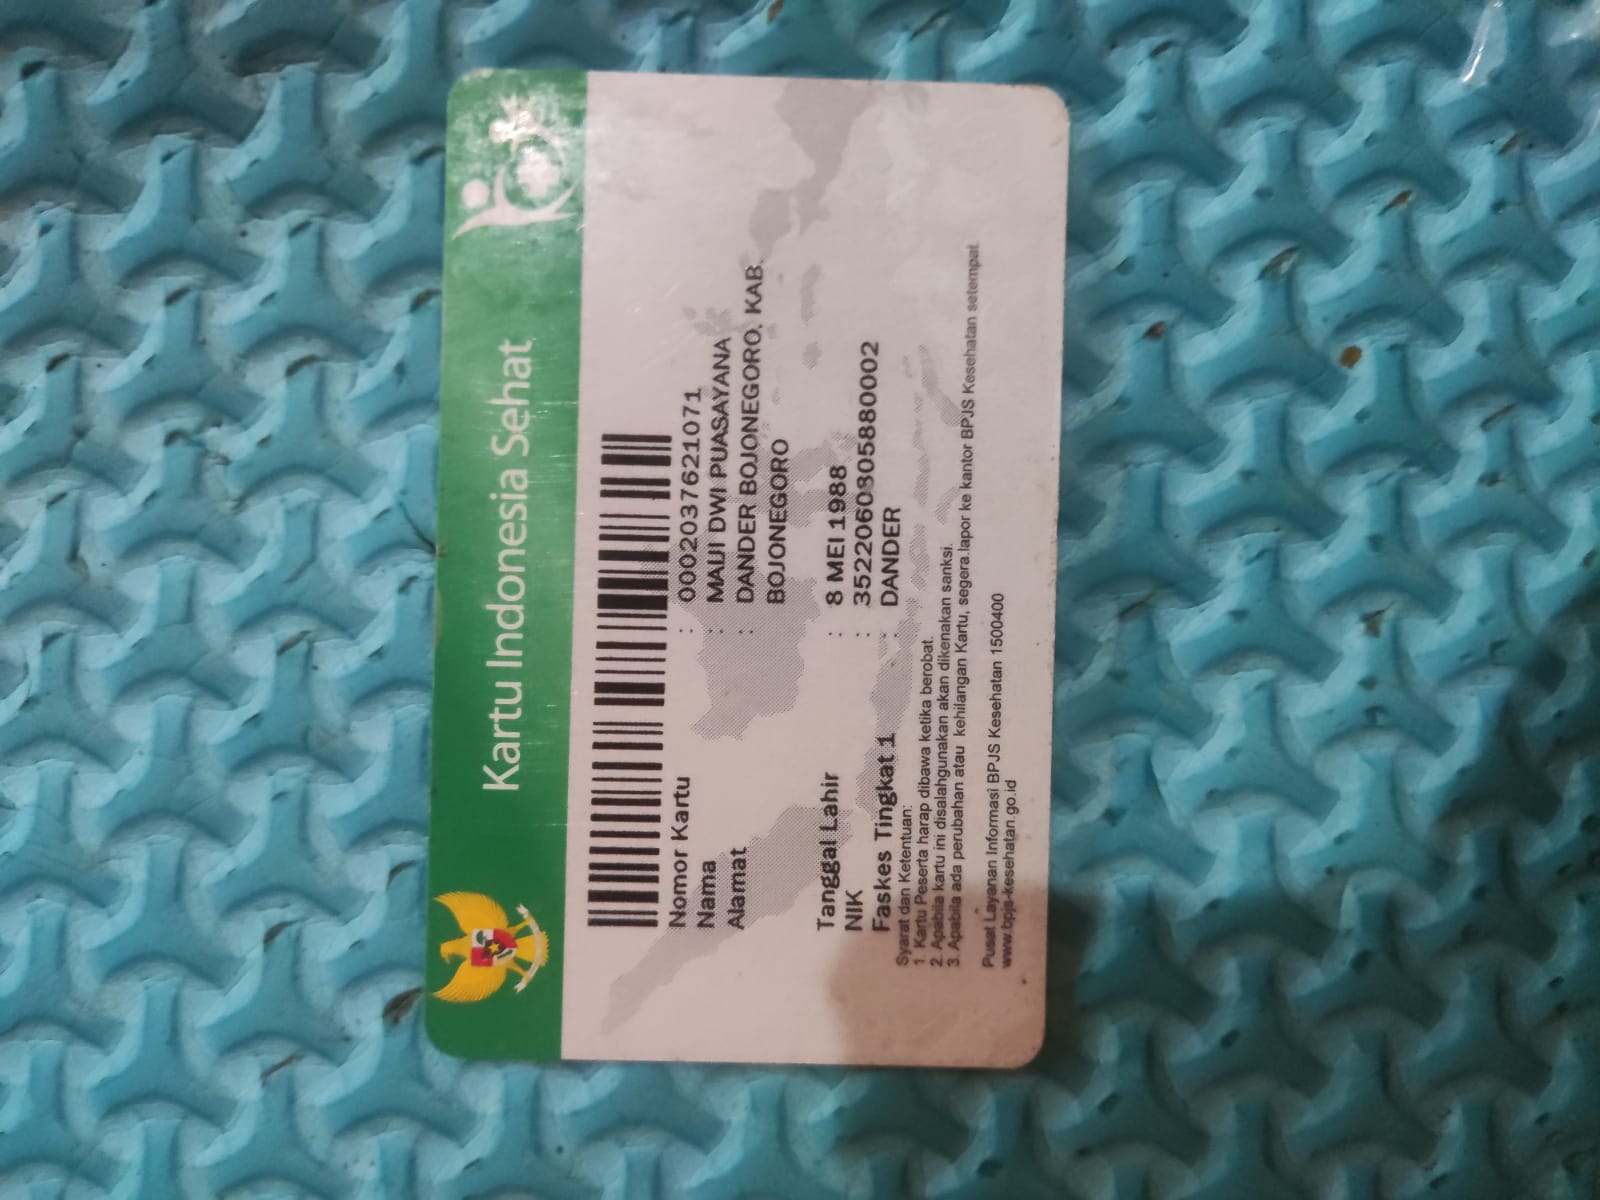 Kartu Indonesia Sehat
Nomor Kartu : 0002037621071
Nama : MAUJI DWI PUASAYANA
Alamat : DANDER BOJONEGORO, KAB.
BOJONEGORO
Tanggal Lahir : 8 MEI 1988
NIK : 3522060805880002
Faskes Tingkat 1 : DANDER
Syarat dan Ketentuan:
1. Kartu Peserta harap dibawa ketika berobat.
2. Apabila kartu ini disalahgunakan akan dikenakan sanksi.
3. Apabila ada perubahan atau kehilangan Kartu, segera lapor ke kantor BPJS Kesehatan setempat.
Pusat Layanan Informasi BPJS Kesehatan 1500400
www.bpjs-kesehatan.go.id